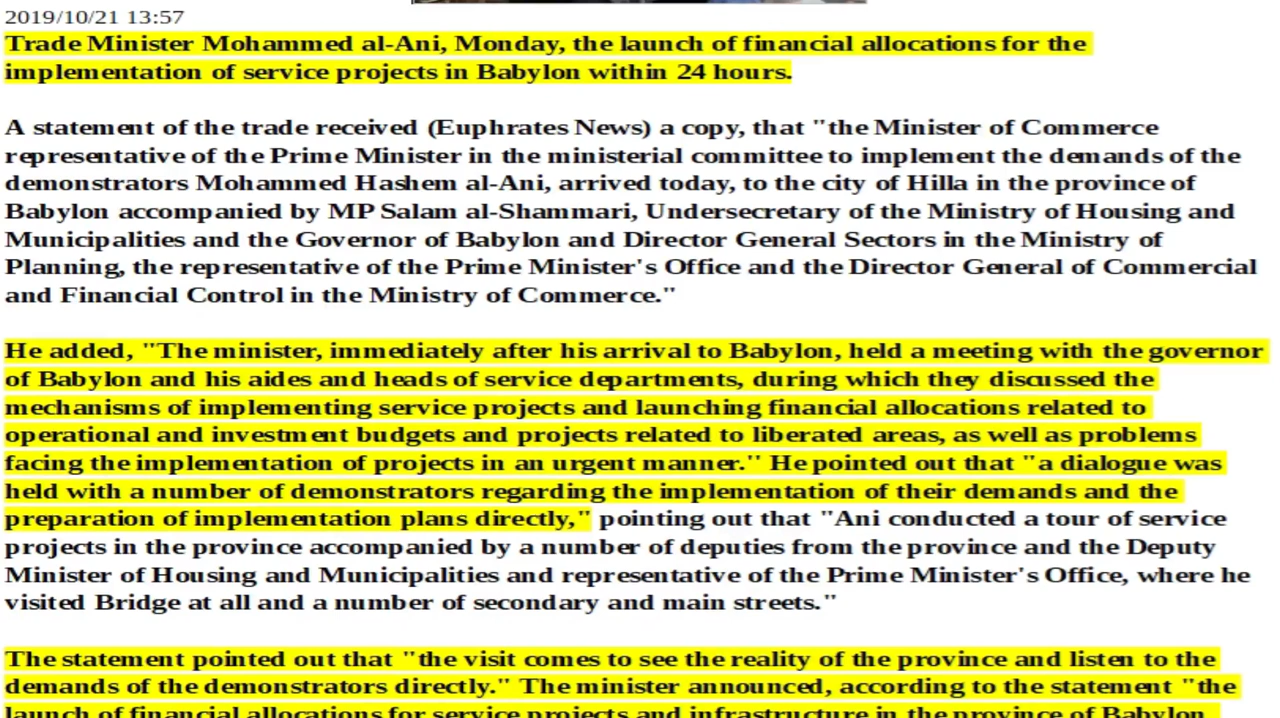 2019/10/21 13:57
Trade Minister Mohammed al-Ani, Monday, the launch of financial allocations for the
implementation of service projects in Babylon within 24 hours.
A statement of the trade received (Euphrates News) a copy, that "the Minister of Commerce
representative of the Prime Minister in the ministerial committee to implement the demands of the
demonstrators Mohammed Hashem al-Ani, arrived today, to the city of Hilla in the province of
Babylon accompanied by MP Salam al-Shammari, Undersecretary of the Ministry of Housing and
Municipalities and the Governor of Babylon and Director General Sectors in the Ministry of
Planning, the representative of the Prime Minister's Office and the Director General of Commercial
and Financial Control in the Ministry of Commerce."
He added, "The minister, immediately after his arrival to Babylon, held a meeting with the governor
of Babylon and his aides and heads of service departments, during which they discussed the
mechanisms of implementing service projects and launching financial allocations related to
operational and investment budgets and projects related to liberated areas, as well as problems
facing the implementation of projects in an urgent manner." He pointed out that "a dialogue was
held with a number of demonstrators regarding the implementation of their demands and the
preparation of implementation plans directly," pointing out that "Ani conducted a tour of service
projects in the province accompanied by a number of deputies from the province and the Deputy
Minister of Housing and Municipalities and representative of the Prime Minister's Office, where he
visited Bridge at all and a number of secondary and main streets."
The statement pointed out that "the visit comes to see the reality of the province and listen to the
demands of the demonstrators directly." The minister announced, according to the statement "the
launch of financial allocations for service projects and infrastructure in the province of Babylon